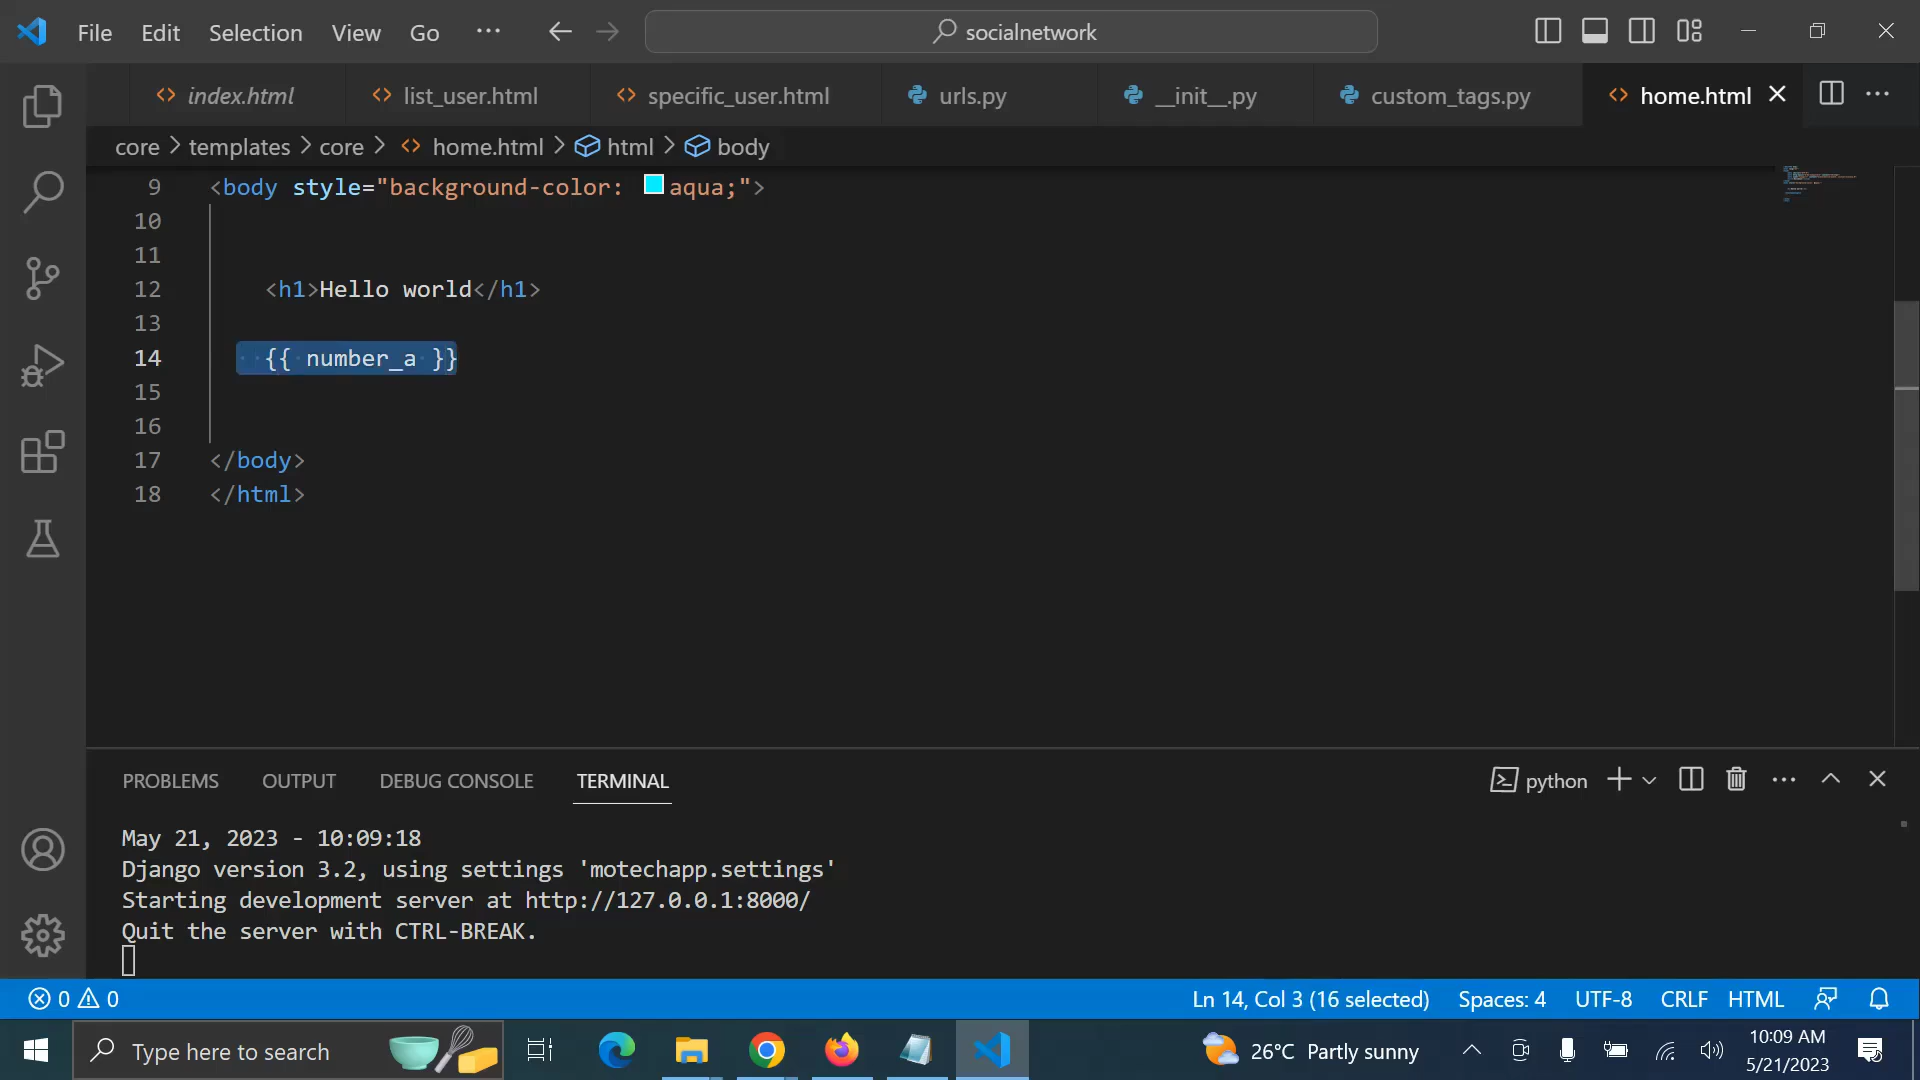 File Edit Selection View Go ··· socialnetwork
index.html list_user.html specific_user.html urls.py __init__.py custom_tags.py home.html
core > templates > core > home.html > html > body
9 <body style="background-color: aqua;">
10
11
12 <h1>Hello world</h1>
13
14 {{ number_a }}
15
16
17 </body>
18 </html>
PROBLEMS OUTPUT DEBUG CONSOLE TERMINAL python
May 21, 2023 - 10:09:18
Django version 3.2, using settings 'motechapp.settings'
Starting development server at http://127.0.0.1:8000/
Quit the server with CTRL-BREAK.
0 0 Ln 14, Col 3 (16 selected) Spaces: 4 UTF-8 CRLF HTML
Type here to search 26°C Partly sunny 10:09 AM
5/21/2023